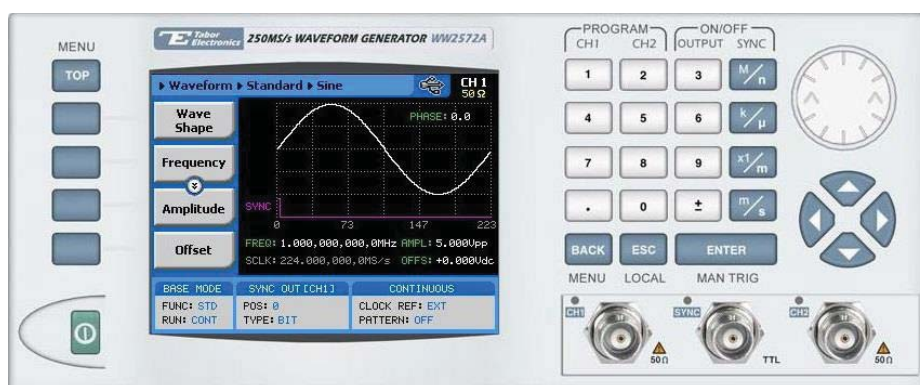 Tabor Electronics 250MS/s WAVEFORM GENERATOR WW2572A
MENU
TOP
▸ Waveform ▸ Standard ▸ Sine
CH 1
50 Ω
Wave
Shape
Frequency
Amplitude
Offset
PHASE: 0.0
SYNC
0 73 147 223
FREQ: 1.000,000,000,0MHz AMPL: 5.000Vpp
SCLK: 224.000,000,0MS/s OFFS: +0.000Vdc
BASE MODE
FUNC: STD
RUN: CONT
SYNC OUT [CH1]
POS: 0
TYPE: BIT
CONTINUOUS
CLOCK REF: EXT
PATTERN: OFF
PROGRAM ON/OFF
CH1 CH2 OUTPUT SYNC
1 2 3 M/n
4 5 6 k/μ
7 8 9 x1/m
. 0 ± m/s
BACK ESC ENTER
MENU LOCAL MAN TRIG
CH1 SYNC CH2
50Ω TTL 50Ω